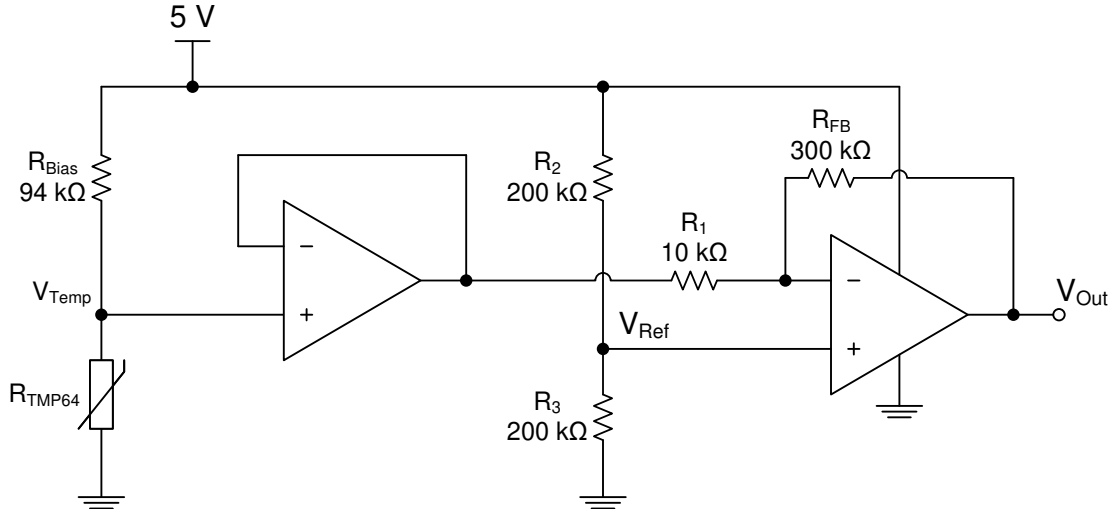 5 V
R_Bias
94 kΩ
R_2
200 kΩ
R_FB
300 kΩ
R_1
10 kΩ
−
+
−
+
V_Temp
V_Ref
V_Out
R_TMP64
R_3
200 kΩ